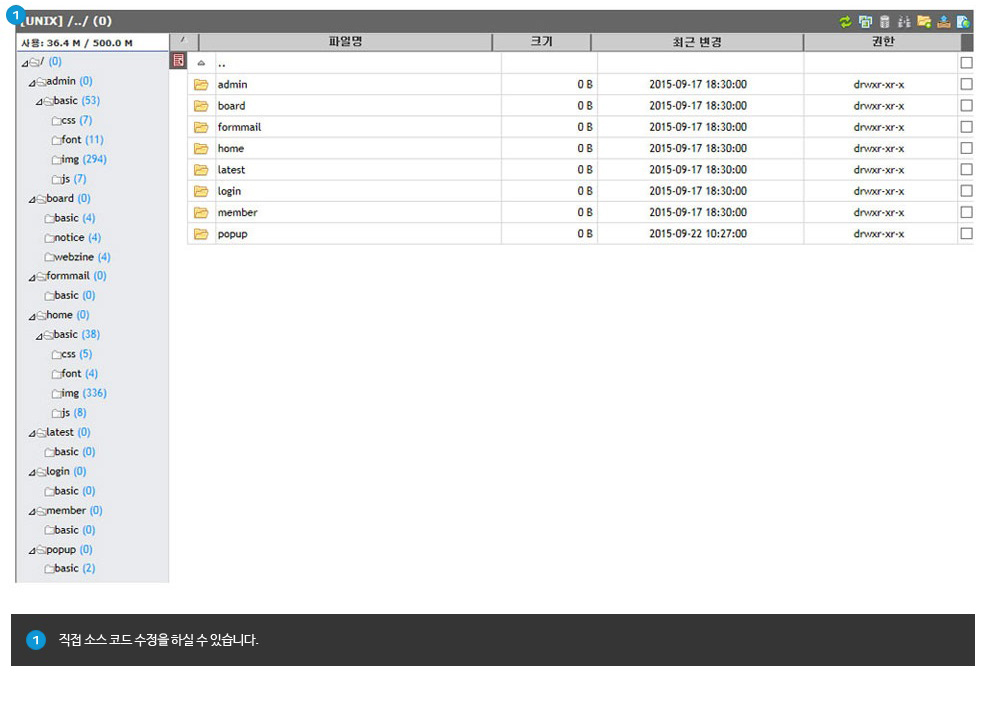 1
[UNIX] /../ (0)
사용: 36.4 M / 500.0 M
/ 파일명 크기 최근 변경 권한
/ (0)
admin (0)
basic (53)
css (7)
font (11)
img (294)
js (7)
board (0)
basic (4)
notice (4)
webzine (4)
formmail (0)
basic (0)
home (0)
basic (38)
css (5)
font (4)
img (336)
js (8)
latest (0)
basic (0)
login (0)
basic (0)
member (0)
basic (0)
popup (0)
basic (2)
..
admin 0 B 2015-09-17 18:30:00 drwxr-xr-x
board 0 B 2015-09-17 18:30:00 drwxr-xr-x
formmail 0 B 2015-09-17 18:30:00 drwxr-xr-x
home 0 B 2015-09-17 18:30:00 drwxr-xr-x
latest 0 B 2015-09-17 18:30:00 drwxr-xr-x
login 0 B 2015-09-17 18:30:00 drwxr-xr-x
member 0 B 2015-09-17 18:30:00 drwxr-xr-x
popup 0 B 2015-09-22 10:27:00 drwxr-xr-x
1 직접 소스 코드 수정을 하실 수 있습니다.